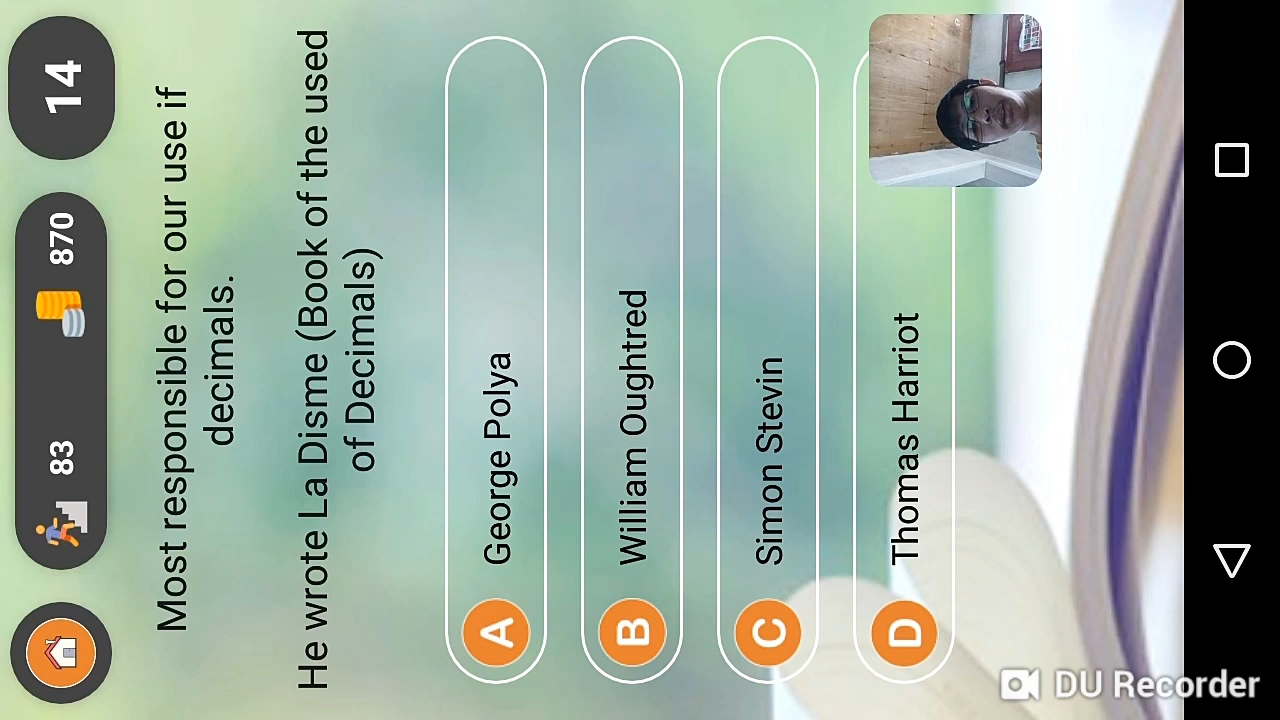 83 870
14
Most responsible for our use if
decimals.
He wrote La Disme (Book of the used
of Decimals)
A George Polya
B William Oughtred
C Simon Stevin
D Thomas Harriot
DU Recorder